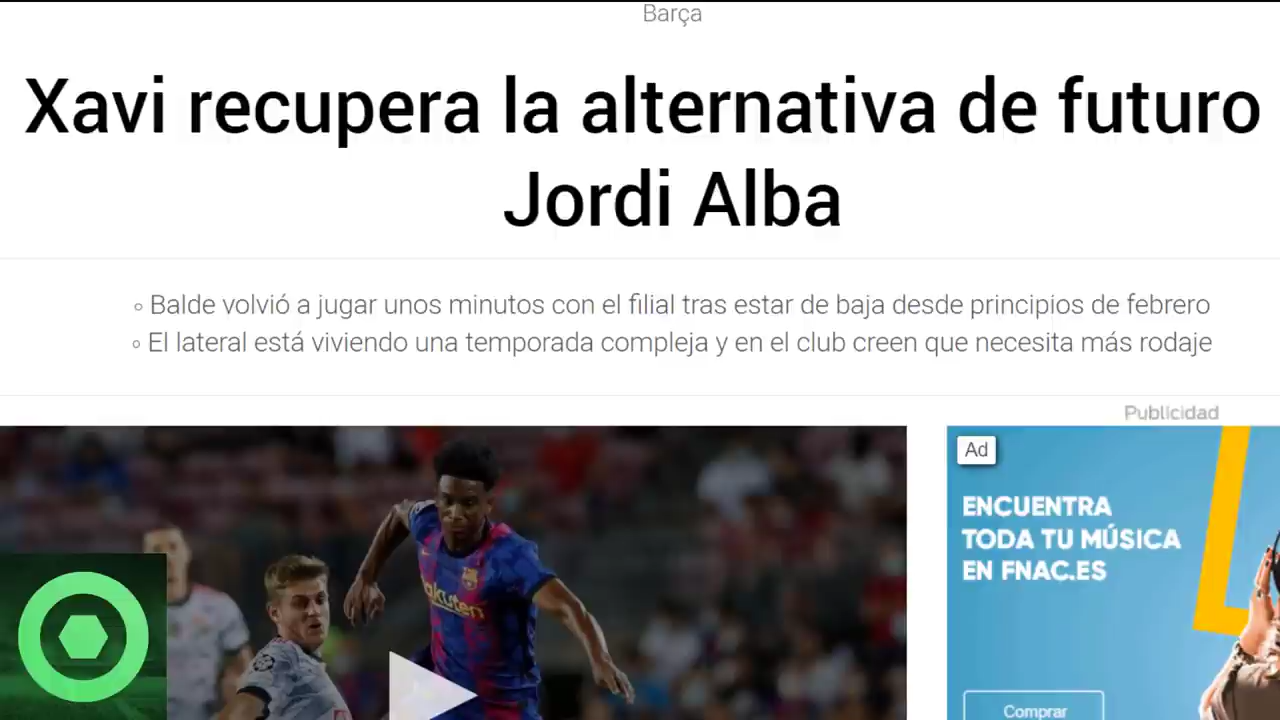 Barça
Xavi recupera la alternativa de futuro
Jordi Alba
Balde volvió a jugar unos minutos con el filial tras estar de baja desde principios de febrero
El lateral está viviendo una temporada compleja y en el club creen que necesita más rodaje
Publicidad
Ad
ENCUENTRA
TODA TU MÚSICA
EN FNAC.ES
Rakuten
Comprar